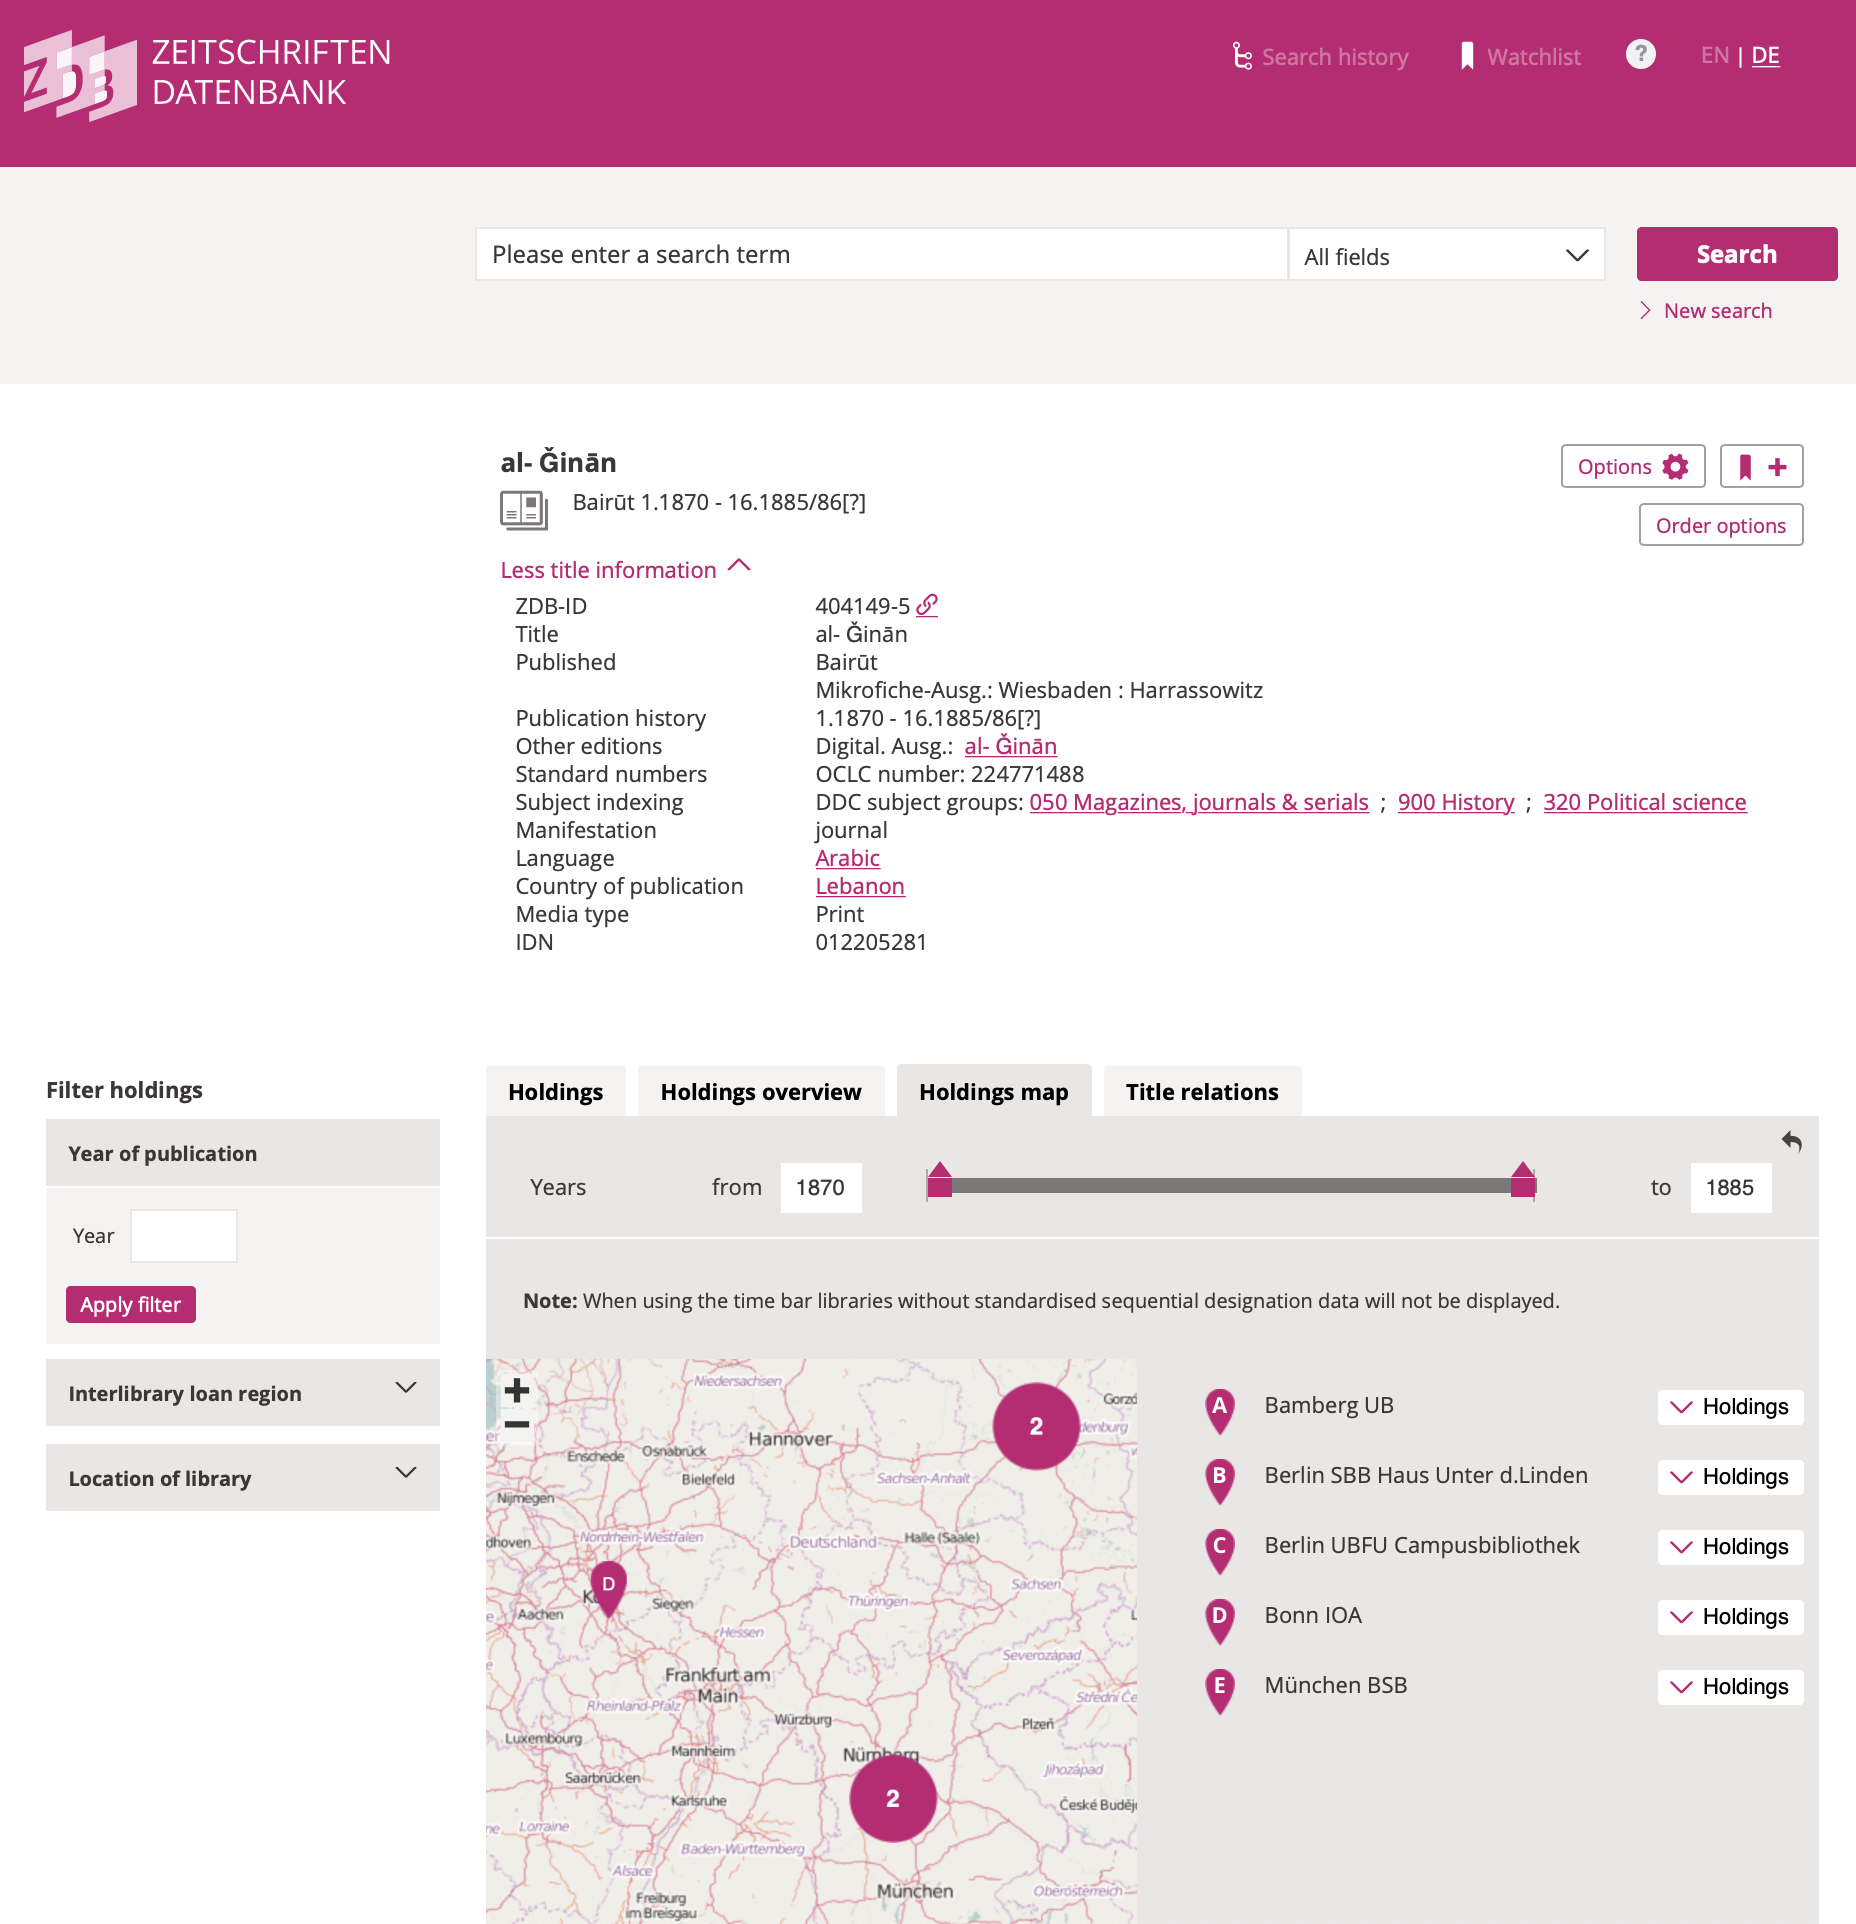 ZDB
ZEITSCHRIFTEN
DATENBANK
Search history
Watchlist
?
EN | DE
Please enter a search term
All fields
Search
New search
al- Ǧinān
Options
Bairūt 1.1870 - 16.1885/86[?]
Order options
Less title information
ZDB-ID 404149-5
Title al- Ǧinān
Published Bairūt
Mikrofiche-Ausg.: Wiesbaden : Harrassowitz
Publication history 1.1870 - 16.1885/86[?]
Other editions Digital. Ausg.: al- Ǧinān
Standard numbers OCLC number: 224771488
Subject indexing DDC subject groups: 050 Magazines, journals & serials ; 900 History ; 320 Political science
Manifestation journal
Language Arabic
Country of publication Lebanon
Media type Print
IDN 012205281
Filter holdings
Year of publication
Year
Apply filter
Interlibrary loan region
Location of library
Holdings
Holdings overview
Holdings map
Title relations
Years from 1870 to 1885
Note: When using the time bar libraries without standardised sequential designation data will not be displayed.
Niedersachsen
2
Hannover
Enschede
Osnabrück
Bielefeld
Sachsen-Anhalt
Nijmegen
Nordrhein-Westfalen
Deutschland
Halle (Saale)
D
Aachen
Siegen
Sachsen
Thüringen
Hessen
Severozápad
Frankfurt am
Main
Rheinland-Pfalz
Würzburg
Plzeň
Luxembourg
Mannheim
Nürnberg
Saarbrücken
Jihozápad
Karlsruhe
2
Lorraine
Baden-Württemberg
Alsace
München
Oberösterreich
Freiburg
im Breisgau
A Bamberg UB Holdings
B Berlin SBB Haus Unter d.Linden Holdings
C Berlin UBFU Campusbibliothek Holdings
D Bonn IOA Holdings
E München BSB Holdings